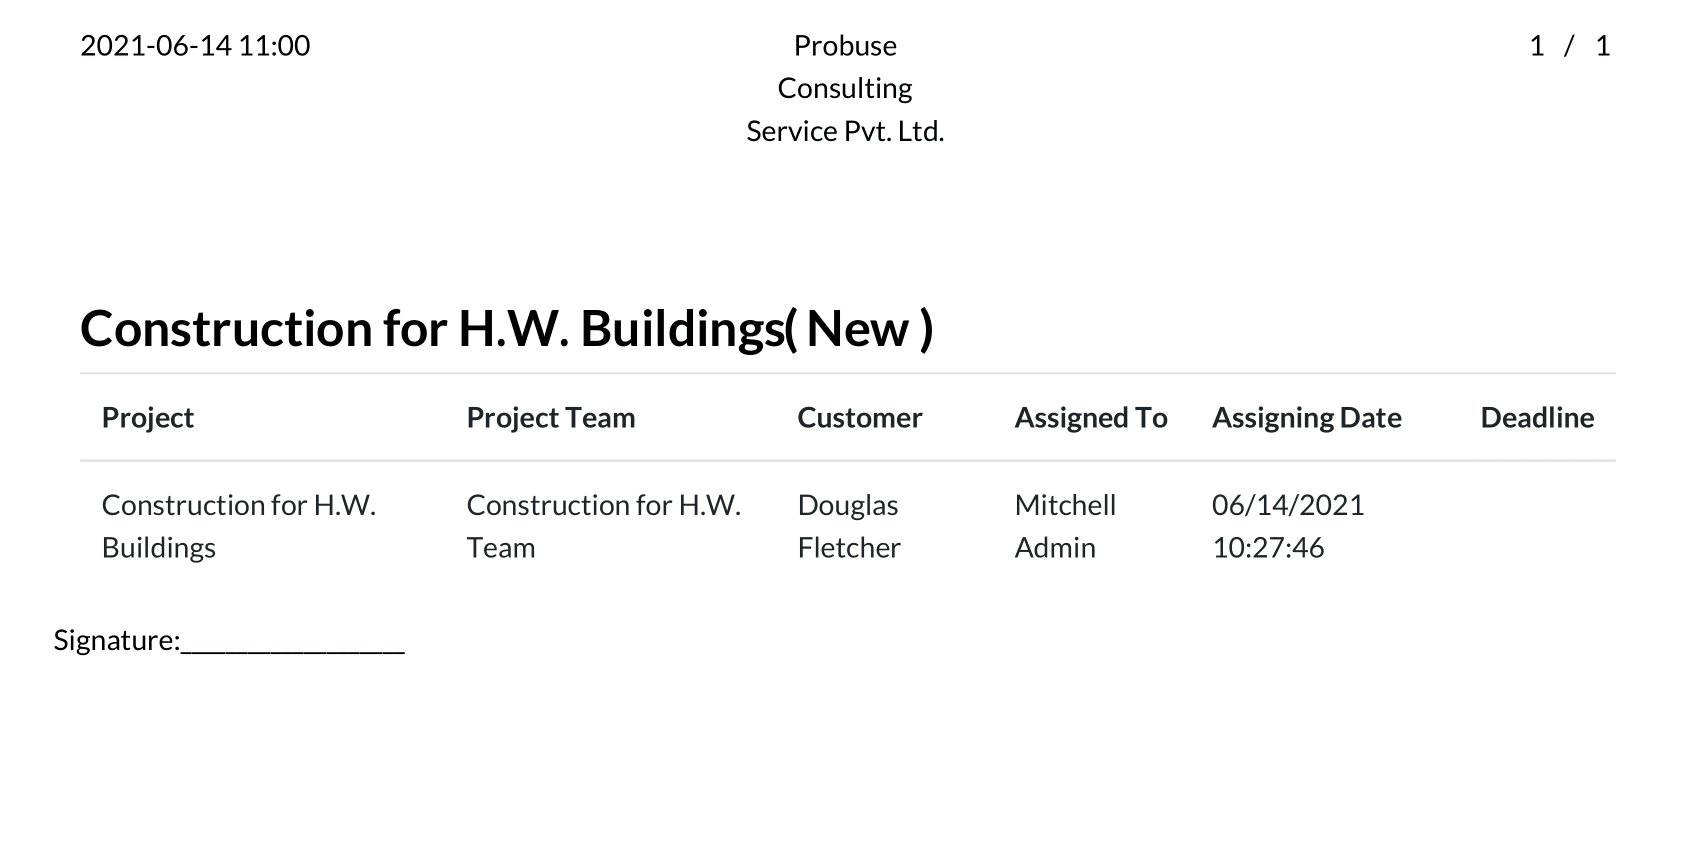 2021-06-14 11:00 Probuse 1 / 1
Consulting
Service Pvt. Ltd.
Construction for H.W. Buildings( New )
Project Project Team Customer Assigned To Assigning Date Deadline
Construction for H.W. Construction for H.W. Douglas Mitchell 06/14/2021
Buildings Team Fletcher Admin 10:27:46
Signature:____________________